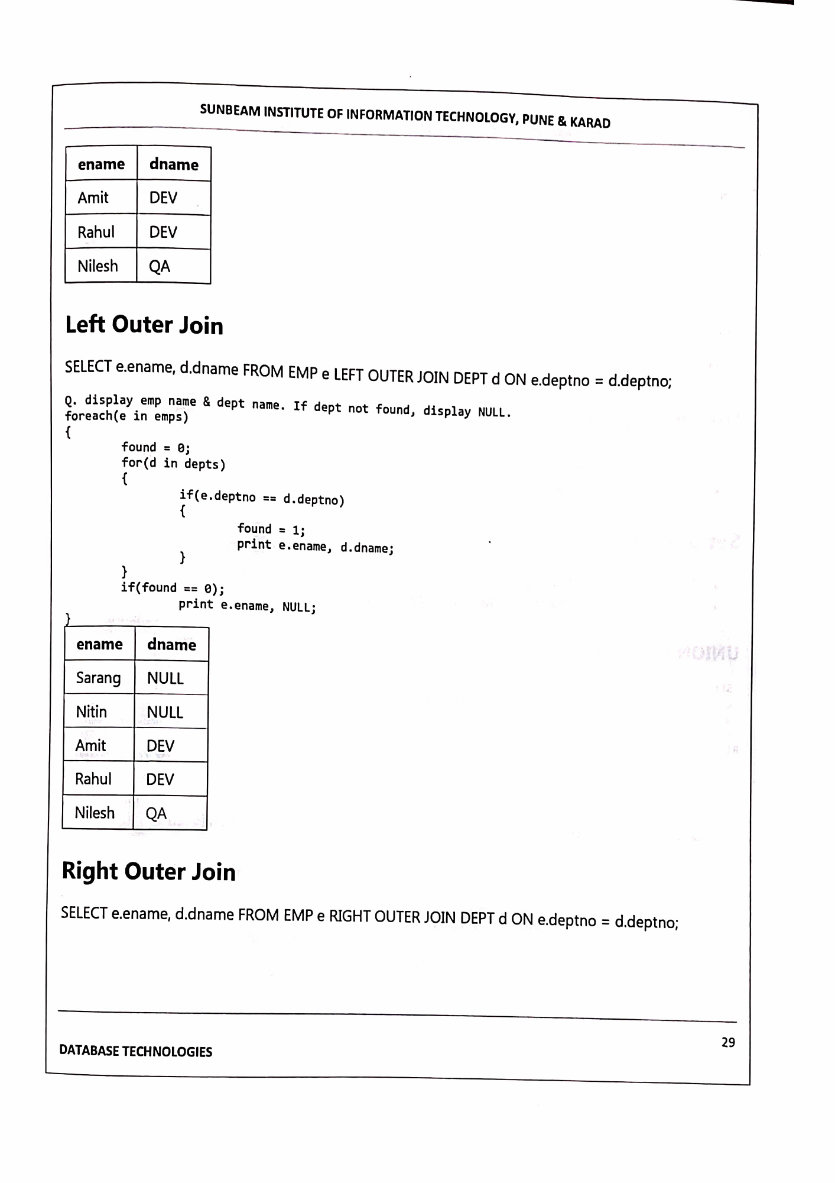 SUNBEAM INSTITUTE OF INFORMATION TECHNOLOGY, PUNE & KARAD
ename dname
Amit DEV
Rahul DEV
Nilesh QA
Left Outer Join
SELECT e.ename, d.dname FROM EMP e LEFT OUTER JOIN DEPT d ON e.deptno = d.deptno;
Q. display emp name & dept name. If dept not found, display NULL.
foreach(e in emps)
{
found = 0;
for(d in depts)
{
if(e.deptno == d.deptno)
{
found = 1;
print e.ename, d.dname;
}
}
if(found == 0);
print e.ename, NULL;
}
ename dname
Sarang NULL
Nitin NULL
Amit DEV
Rahul DEV
Nilesh QA
Right Outer Join
SELECT e.ename, d.dname FROM EMP e RIGHT OUTER JOIN DEPT d ON e.deptno = d.deptno;
DATABASE TECHNOLOGIES 29